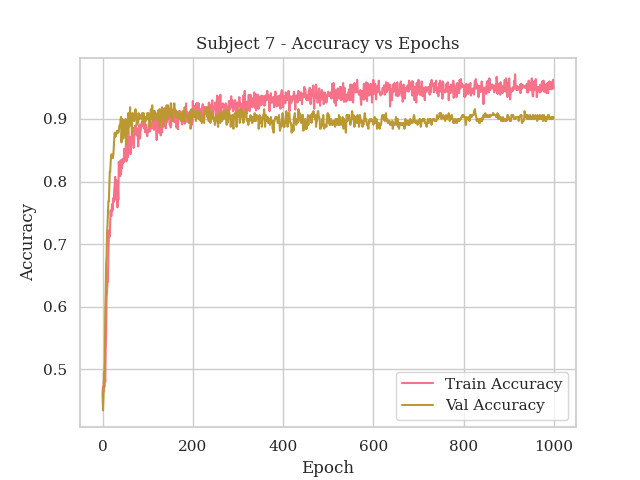 Subject 7 - Accuracy vs Epochs
Accuracy
0.9
0.8
0.7
0.6
0.5
Train Accuracy
Val Accuracy
0 200 400 600 800 1000
Epoch